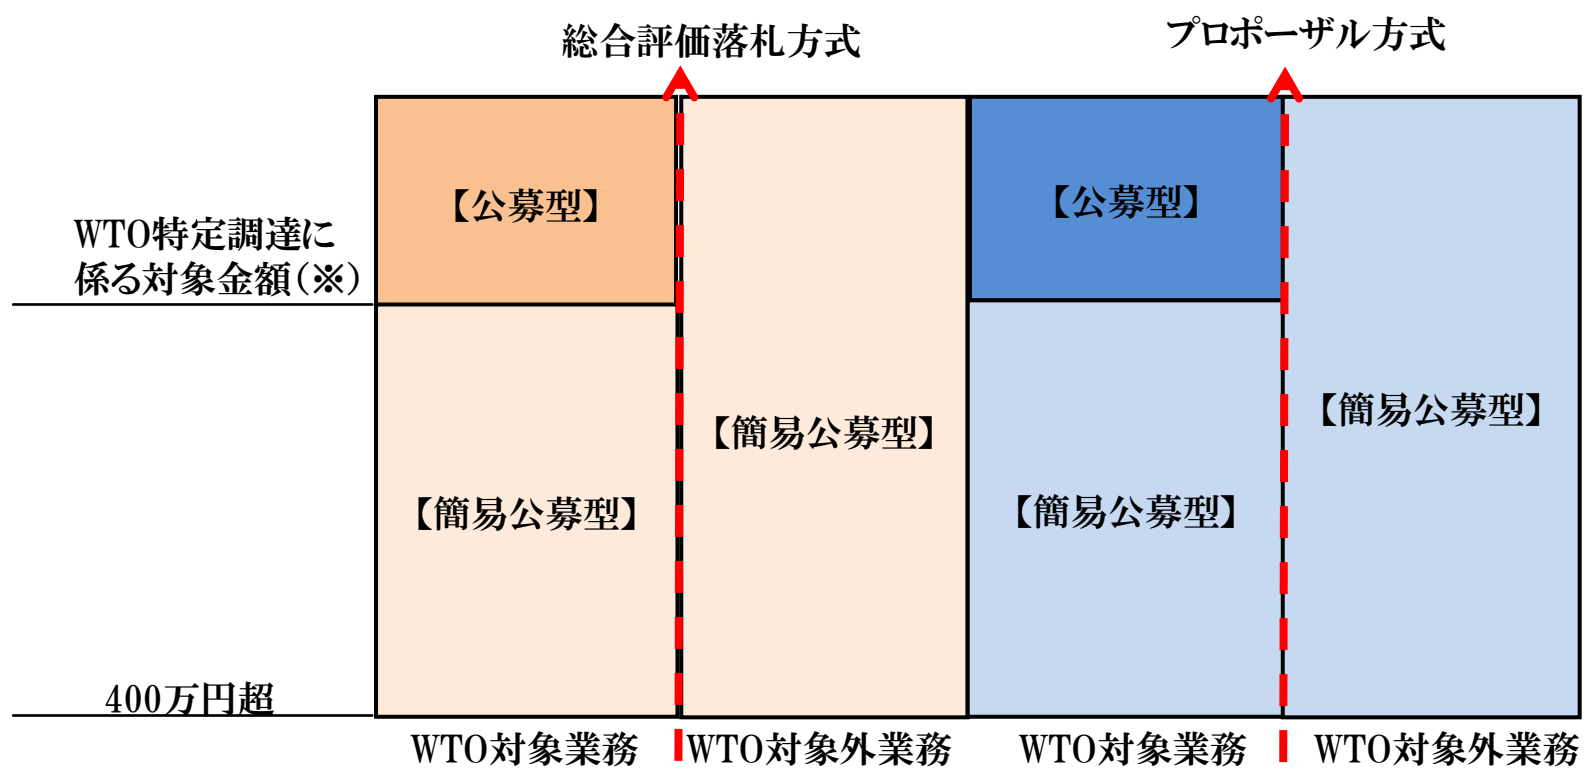 総合評価落札方式
プロポーザル方式
【公募型】
【公募型】
WTO特定調達に
係る対象金額(※)
【簡易公募型】
【簡易公募型】
【簡易公募型】
【簡易公募型】
400万円超
WTO対象業務
WTO対象外業務
WTO対象業務
WTO対象外業務